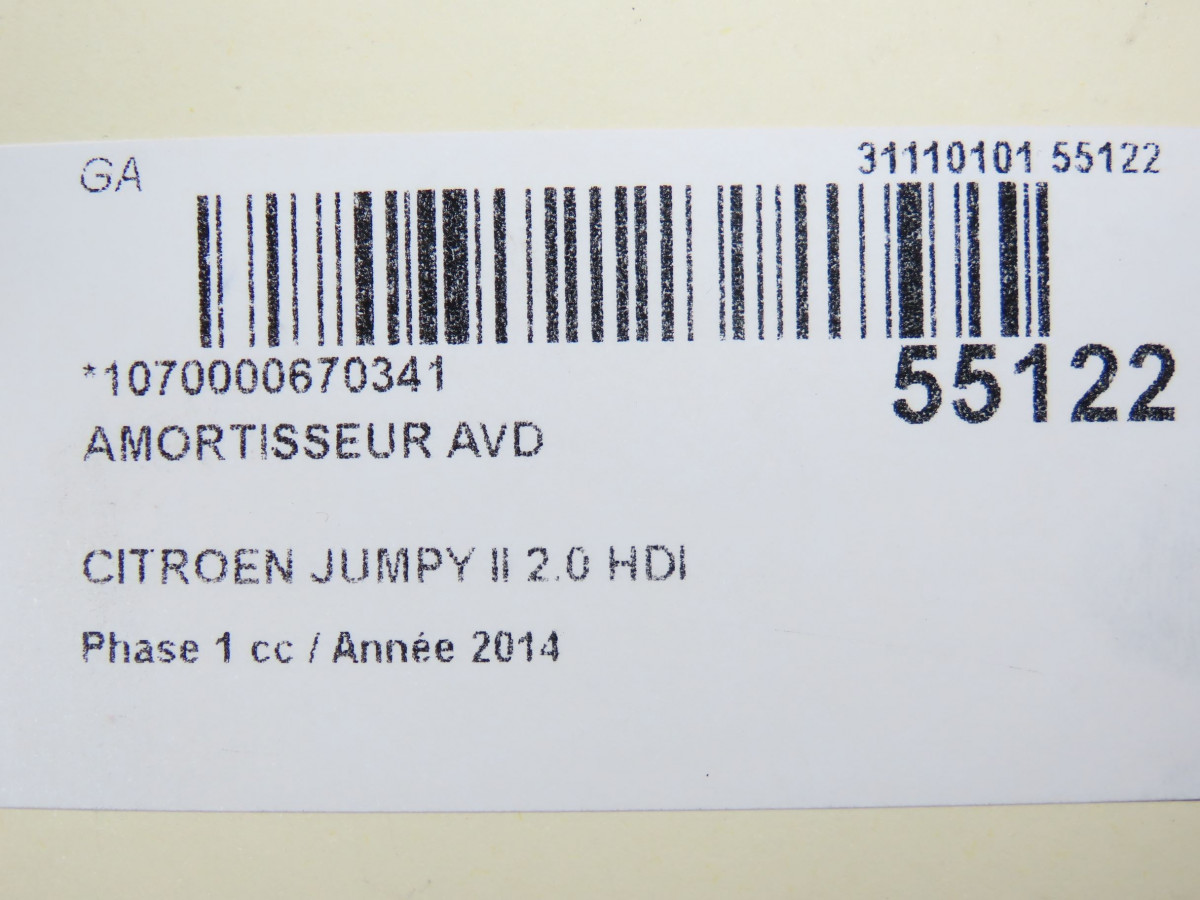 GA
31110101 55122
*1070000670341
55122
AMORTISSEUR AVD
CITROEN JUMPY II 2.0 HDI
Phase 1 cc / Année 2014